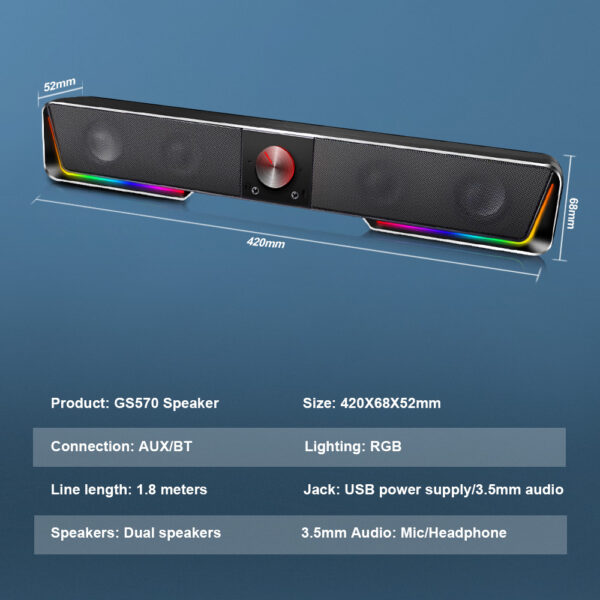 52mm
68mm
420mm
Product: GS570 Speaker
Size: 420X68X52mm
Connection: AUX/BT
Lighting: RGB
Line length: 1.8 meters
Jack: USB power supply/3.5mm audio
Speakers: Dual speakers
3.5mm Audio: Mic/Headphone